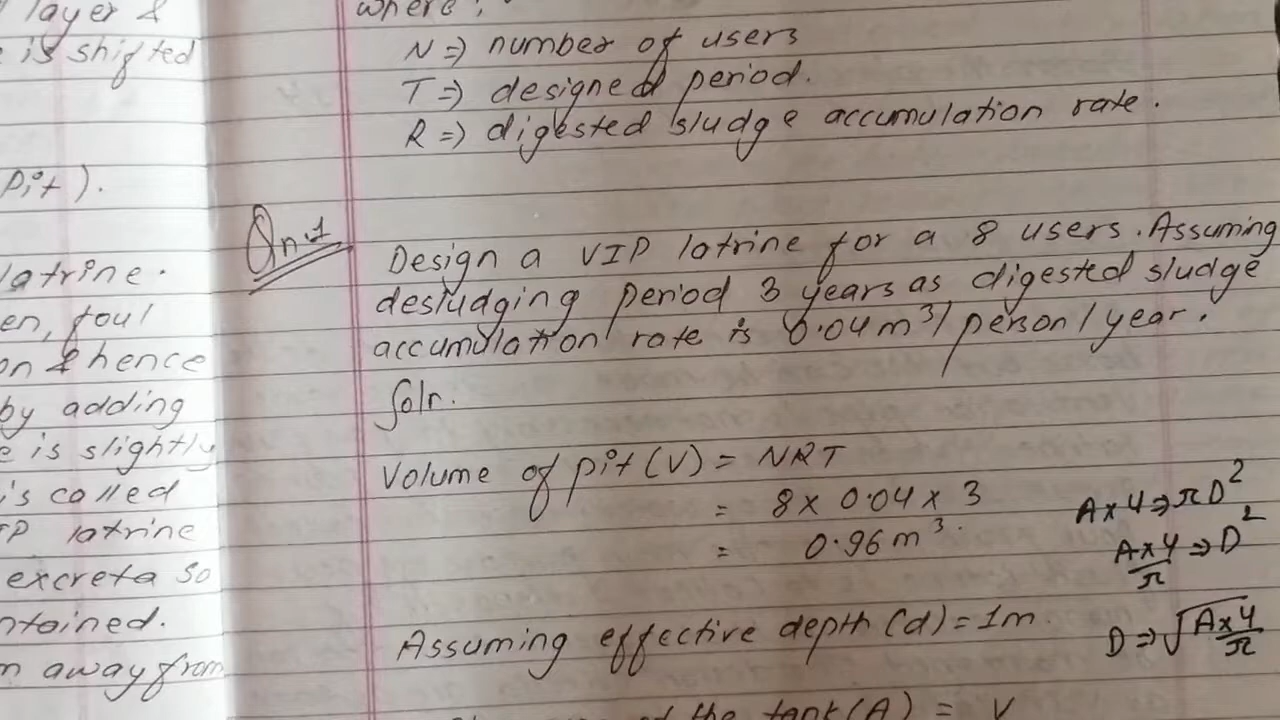 layer &
is shifted
Pit).
latrine.
en, foul
on & hence
by adding
e is slightly
is called
IP latrine
excreta so
ntained.
n away from
where,
N => number of users
T => designed period.
R => digested sludge accumulation rate.
Qn.1
Design a VIP latrine for a 8 users. Assuming
desludging period 3 years as digested sludge
accumulation rate is 0.04m³/person/year.
Soln.
Volume of pit (V) = NRT
= 8 x 0.04 x 3
= 0.96 m³.
Assuming effective depth (d) = 1m.
the tank (A) = V
A x 4 => πD²
A x 4/π => D²
D => √A x 4/π